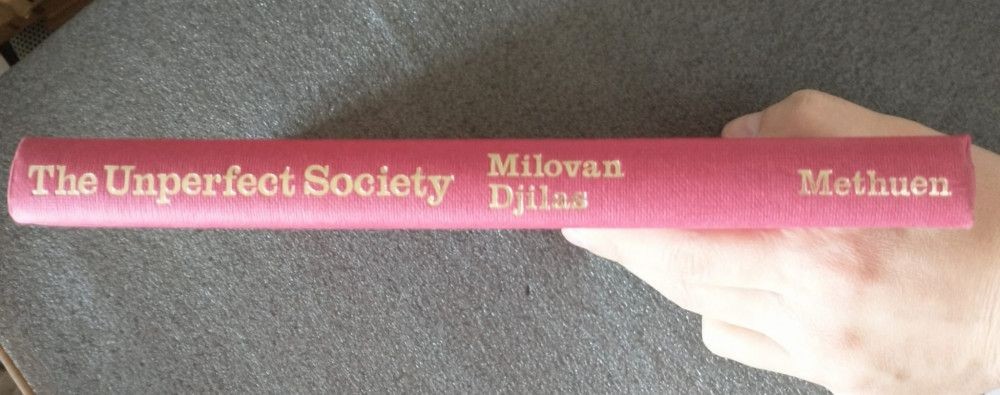 The Unperfect Society
Milovan
Djilas
Methuen